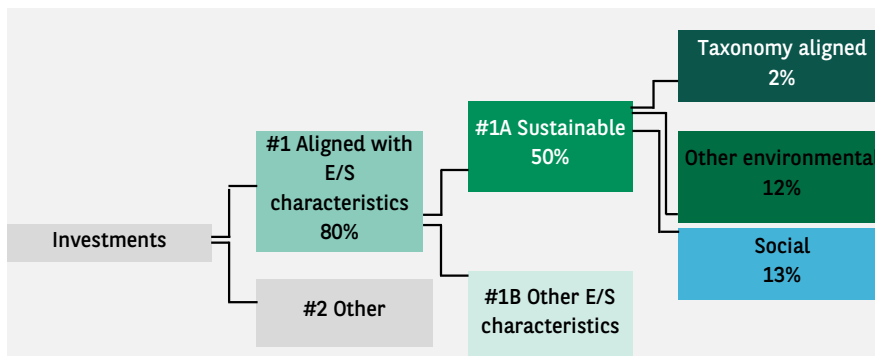 Investments
#1 Aligned with
E/S
characteristics
80%
#2 Other
#1A Sustainable
50%
#1B Other E/S
characteristics
Taxonomy aligned
2%
Other environmental
12%
Social
13%